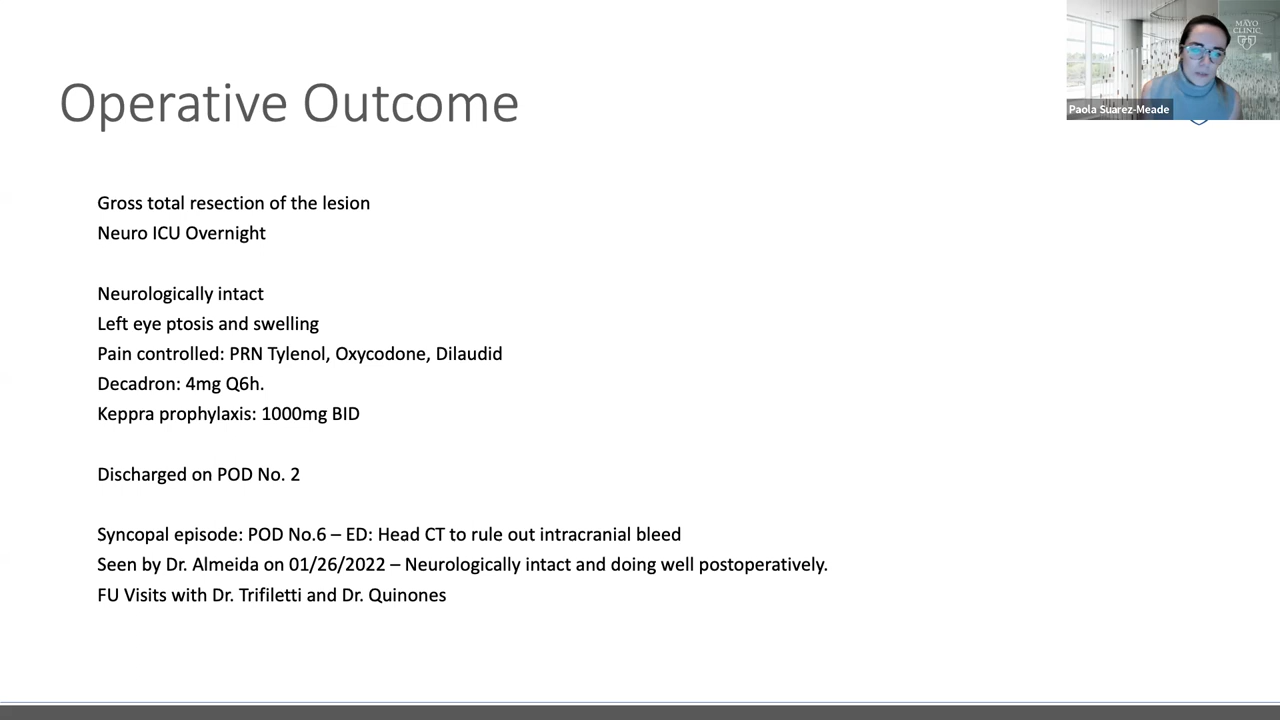 MAYO
CLINIC
Paola Suarez-Meade
Operative Outcome
Gross total resection of the lesion
Neuro ICU Overnight
Neurologically intact
Left eye ptosis and swelling
Pain controlled: PRN Tylenol, Oxycodone, Dilaudid
Decadron: 4mg Q6h.
Keppra prophylaxis: 1000mg BID
Discharged on POD No. 2
Syncopal episode: POD No.6 – ED: Head CT to rule out intracranial bleed
Seen by Dr. Almeida on 01/26/2022 – Neurologically intact and doing well postoperatively.
FU Visits with Dr. Trifiletti and Dr. Quinones